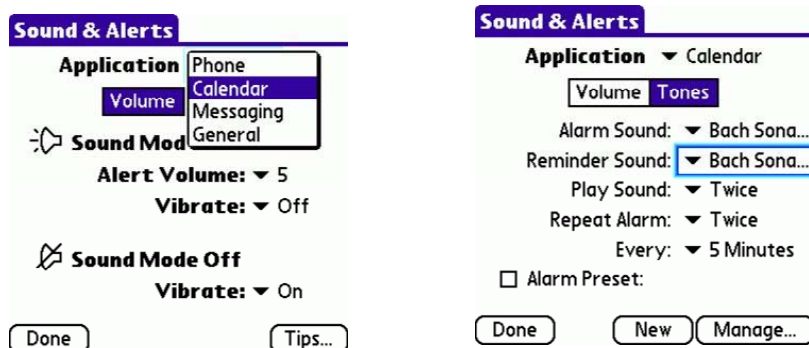 Sound & Alerts
Application Phone
Calendar
Volume
Messaging
General
Sound Mod
Alert Volume: 5
Vibrate: Off
Sound Mode Off
Vibrate: On
Done Tips...
Sound & Alerts
Application Calendar
Volume Tones
Alarm Sound: Bach Sona...
Reminder Sound: Bach Sona...
Play Sound: Twice
Repeat Alarm: Twice
Every: 5 Minutes
Alarm Preset:
Done New Manage...